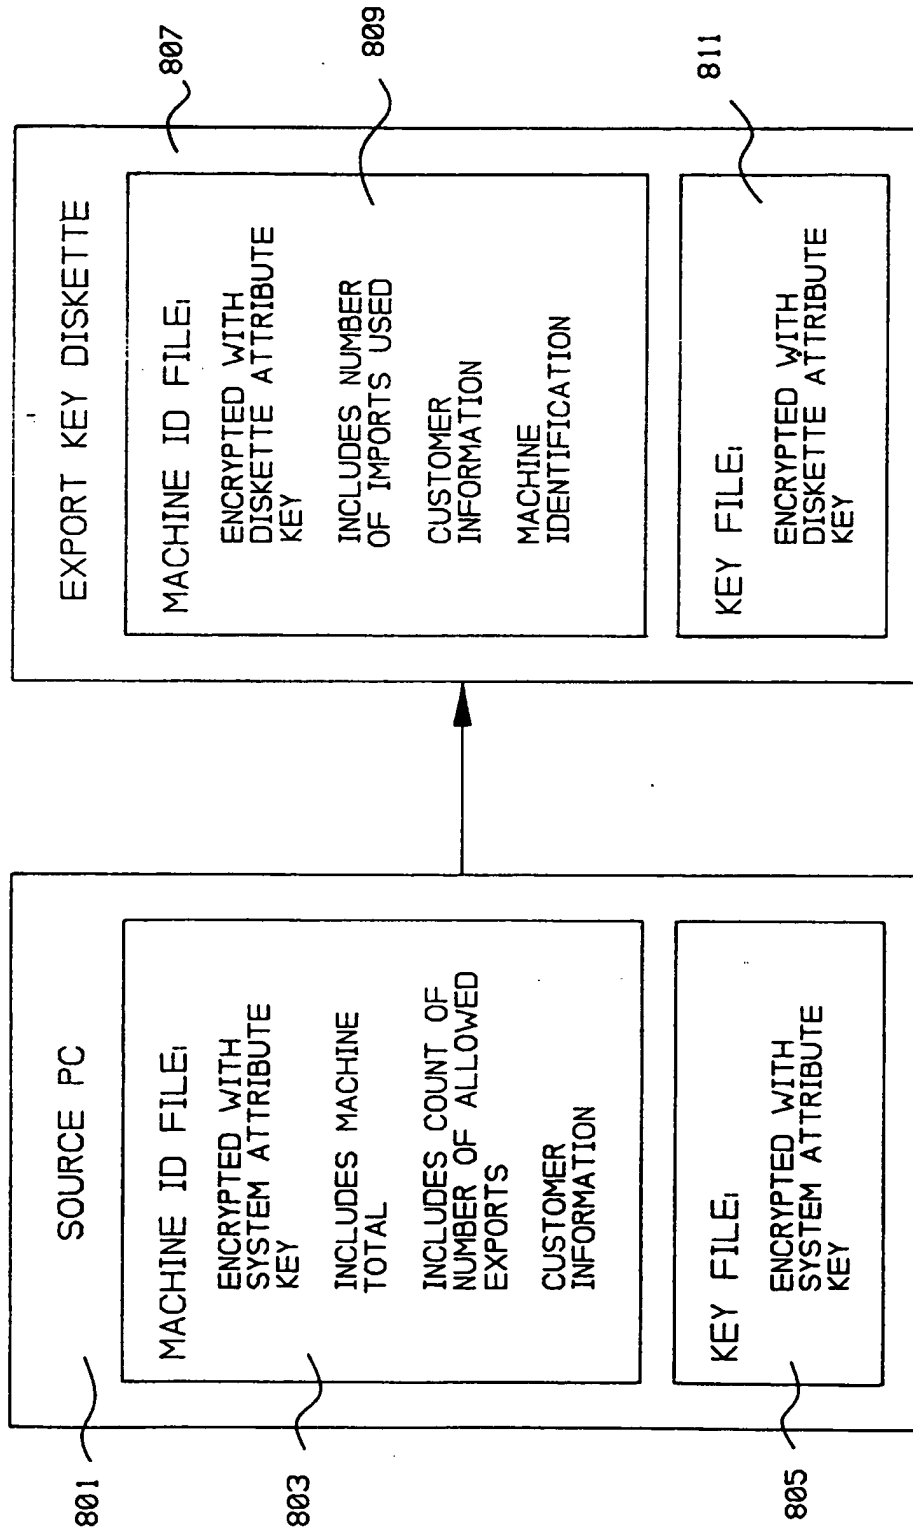 SOURCE PC
801
MACHINE ID FILE:
ENCRYPTED WITH
SYSTEM ATTRIBUTE
KEY
INCLUDES MACHINE
TOTAL
INCLUDES COUNT OF
NUMBER OF ALLOWED
EXPORTS
CUSTOMER
INFORMATION
803
KEY FILE:
ENCRYPTED WITH
SYSTEM ATTRIBUTE
KEY
805
EXPORT KEY DISKETTE
807
MACHINE ID FILE:
ENCRYPTED WITH
DISKETTE ATTRIBUTE
KEY
INCLUDES NUMBER
OF IMPORTS USED
CUSTOMER
INFORMATION
MACHINE
IDENTIFICATION
809
KEY FILE:
ENCRYPTED WITH
DISKETTE ATTRIBUTE
KEY
811